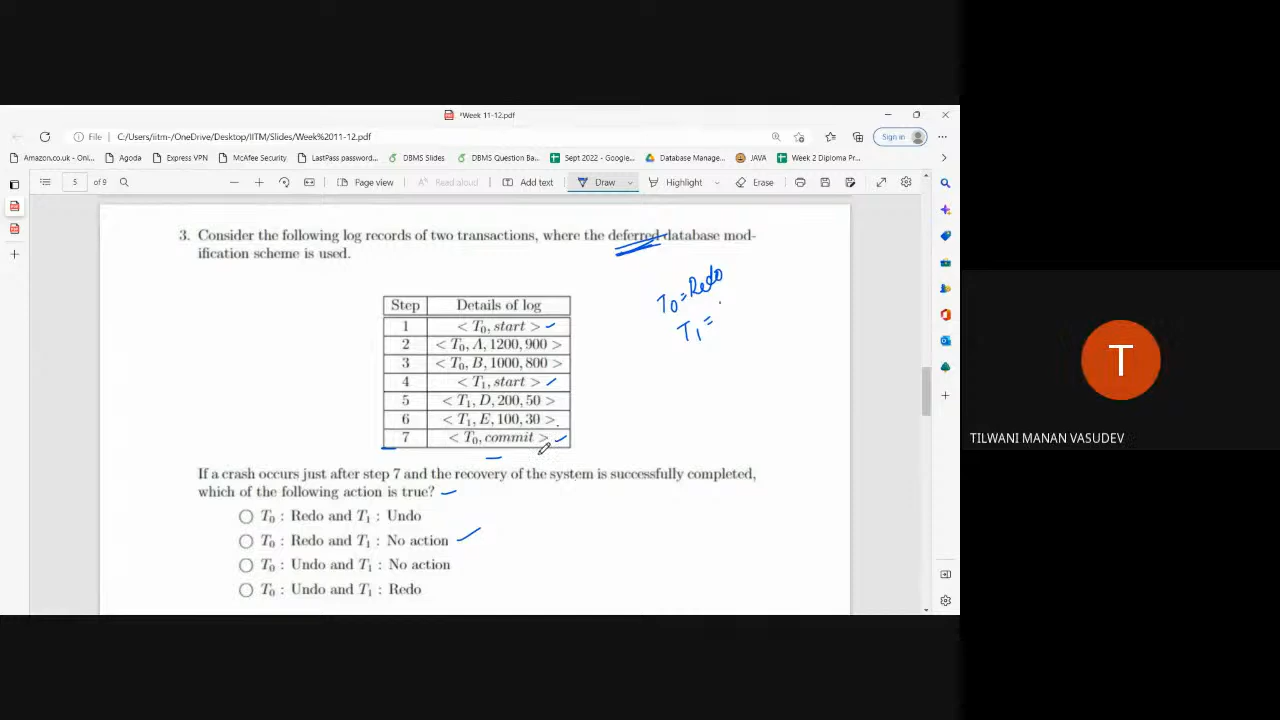 *Week 11-12.pdf
File
C:/Users/iitm-/OneDrive/Desktop/IITM/Slides/Week%2011-12.pdf
Sign in
Amazon.co.uk - Onl...
Agoda
Express VPN
McAfee Security
LastPass password...
DBMS Slides
DBMS Question Ba...
Sept 2022 - Google...
Database Manage...
JAVA
Week 2 Diploma Pr...
5 of 9
Page view
Read aloud
Add text
Draw
Highlight
Erase
3. Consider the following log records of two transactions, where the deferred database mod-
ification scheme is used.
T0 = Redo
T1 =
Step Details of log
1 < T0, start >
2 < T0, A, 1200, 900 >
3 < T0, B, 1000, 800 >
4 < T1, start >
5 < T1, D, 200, 50 >
6 < T1, E, 100, 30 >
7 < T0, commit >
If a crash occurs just after step 7 and the recovery of the system is successfully completed,
which of the following action is true?
T0 : Redo and T1 : Undo
T0 : Redo and T1 : No action
T0 : Undo and T1 : No action
T0 : Undo and T1 : Redo
T
TILWANI MANAN VASUDEV